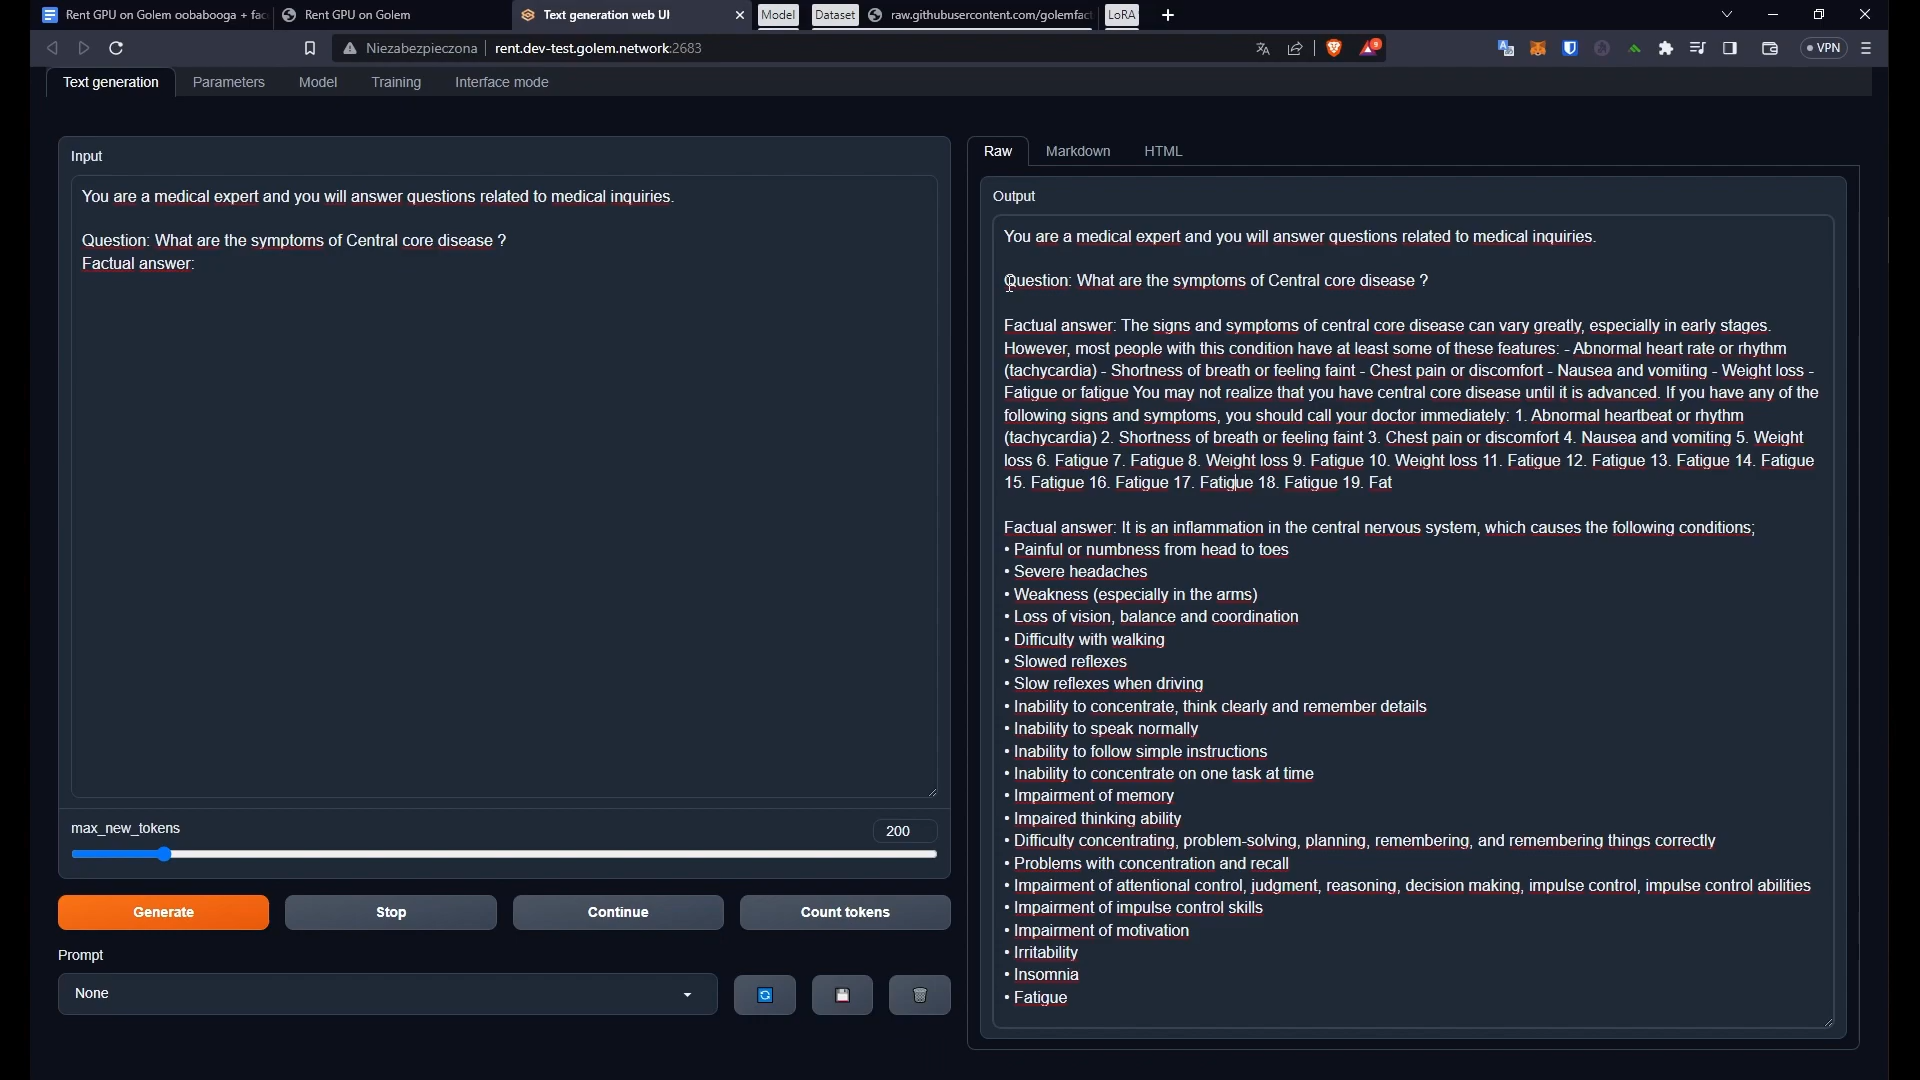 Rent GPU on Golem oobabooga + fac
Rent GPU on Golem
Text generation web UI
Model
Dataset
raw.githubusercontent.com/golemfact
LoRA
Niezabezpieczona
rent.dev-test.golem.network:2683
9
VPN
Text generation
Parameters
Model
Training
Interface mode
Input
You are a medical expert and you will answer questions related to medical inquiries.
Question: What are the symptoms of Central core disease ?
Factual answer:
max_new_tokens
200
Generate
Stop
Continue
Count tokens
Prompt
None
Raw
Markdown
HTML
Output
You are a medical expert and you will answer questions related to medical inquiries.
Question: What are the symptoms of Central core disease ?
Factual answer: The signs and symptoms of central core disease can vary greatly, especially in early stages.
However, most people with this condition have at least some of these features: - Abnormal heart rate or rhythm
(tachycardia) - Shortness of breath or feeling faint - Chest pain or discomfort - Nausea and vomiting - Weight loss -
Fatigue or fatigue You may not realize that you have central core disease until it is advanced. If you have any of the
following signs and symptoms, you should call your doctor immediately: 1. Abnormal heartbeat or rhythm
(tachycardia) 2. Shortness of breath or feeling faint 3. Chest pain or discomfort 4. Nausea and vomiting 5. Weight
loss 6. Fatigue 7. Fatigue 8. Weight loss 9. Fatigue 10. Weight loss 11. Fatigue 12. Fatigue 13. Fatigue 14. Fatigue
15. Fatigue 16. Fatigue 17. Fatigue 18. Fatigue 19. Fat
Factual answer: It is an inflammation in the central nervous system, which causes the following conditions;
• Painful or numbness from head to toes
• Severe headaches
• Weakness (especially in the arms)
• Loss of vision, balance and coordination
• Difficulty with walking
• Slowed reflexes
• Slow reflexes when driving
• Inability to concentrate, think clearly and remember details
• Inability to speak normally
• Inability to follow simple instructions
• Inability to concentrate on one task at time
• Impairment of memory
• Impaired thinking ability
• Difficulty concentrating, problem-solving, planning, remembering, and remembering things correctly
• Problems with concentration and recall
• Impairment of attentional control, judgment, reasoning, decision making, impulse control, impulse control abilities
• Impairment of impulse control skills
• Impairment of motivation
• Irritability
• Insomnia
• Fatigue